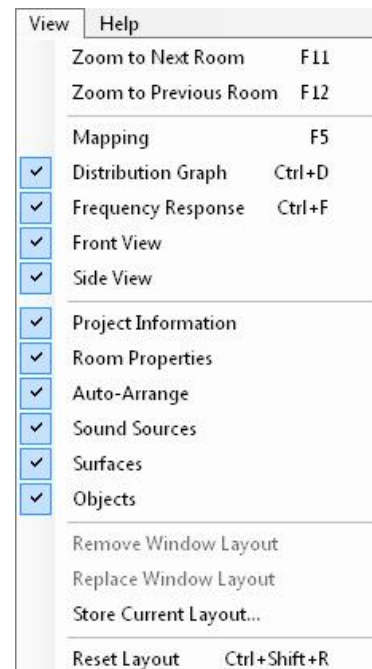 View Help
Zoom to Next Room F11
Zoom to Previous Room F12
Mapping F5
Distribution Graph Ctrl+D
Frequency Response Ctrl+F
Front View
Side View
Project Information
Room Properties
Auto-Arrange
Sound Sources
Surfaces
Objects
Remove Window Layout
Replace Window Layout
Store Current Layout...
Reset Layout Ctrl+Shift+R